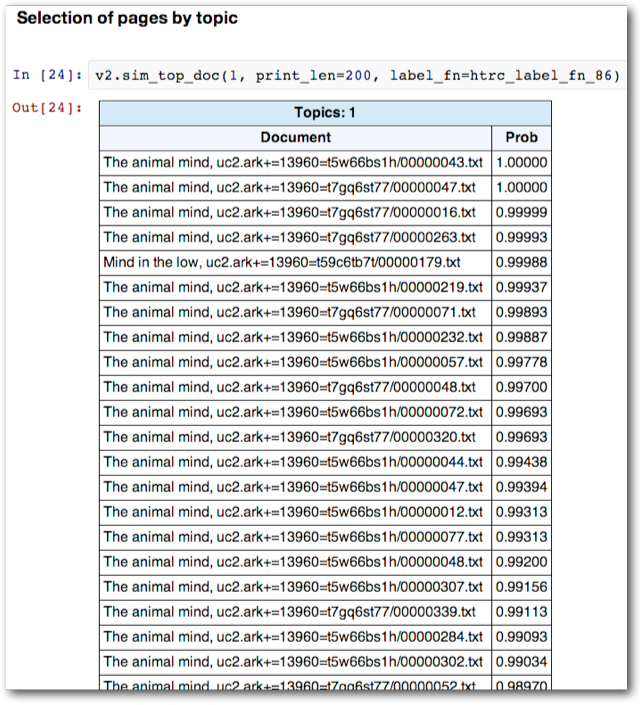 Selection of pages by topic
In [24]: v2.sim_top_doc(1, print_len=200, label_fn=htrc_label_fn_86)
Out[24]:
Topics: 1
Document Prob
The animal mind, uc2.ark+=13960=t5w66bs1h/00000043.txt 1.00000
The animal mind, uc2.ark+=13960=t7gq6st77/00000047.txt 1.00000
The animal mind, uc2.ark+=13960=t7gq6st77/00000016.txt 0.99999
The animal mind, uc2.ark+=13960=t7gq6st77/00000263.txt 0.99993
Mind in the low, uc2.ark+=13960=t59c6tb7t/00000179.txt 0.99988
The animal mind, uc2.ark+=13960=t5w66bs1h/00000219.txt 0.99937
The animal mind, uc2.ark+=13960=t7gq6st77/00000071.txt 0.99893
The animal mind, uc2.ark+=13960=t5w66bs1h/00000232.txt 0.99887
The animal mind, uc2.ark+=13960=t5w66bs1h/00000057.txt 0.99778
The animal mind, uc2.ark+=13960=t7gq6st77/00000048.txt 0.99700
The animal mind, uc2.ark+=13960=t5w66bs1h/00000072.txt 0.99693
The animal mind, uc2.ark+=13960=t7gq6st77/00000320.txt 0.99693
The animal mind, uc2.ark+=13960=t5w66bs1h/00000044.txt 0.99438
The animal mind, uc2.ark+=13960=t5w66bs1h/00000047.txt 0.99394
The animal mind, uc2.ark+=13960=t5w66bs1h/00000012.txt 0.99313
The animal mind, uc2.ark+=13960=t5w66bs1h/00000077.txt 0.99313
The animal mind, uc2.ark+=13960=t5w66bs1h/00000048.txt 0.99200
The animal mind, uc2.ark+=13960=t5w66bs1h/00000307.txt 0.99156
The animal mind, uc2.ark+=13960=t7gq6st77/00000339.txt 0.99113
The animal mind, uc2.ark+=13960=t5w66bs1h/00000284.txt 0.99093
The animal mind, uc2.ark+=13960=t5w66bs1h/00000302.txt 0.99034
The animal mind, uc2.ark+=13960=t7gq6st77/00000052.txt 0.98970